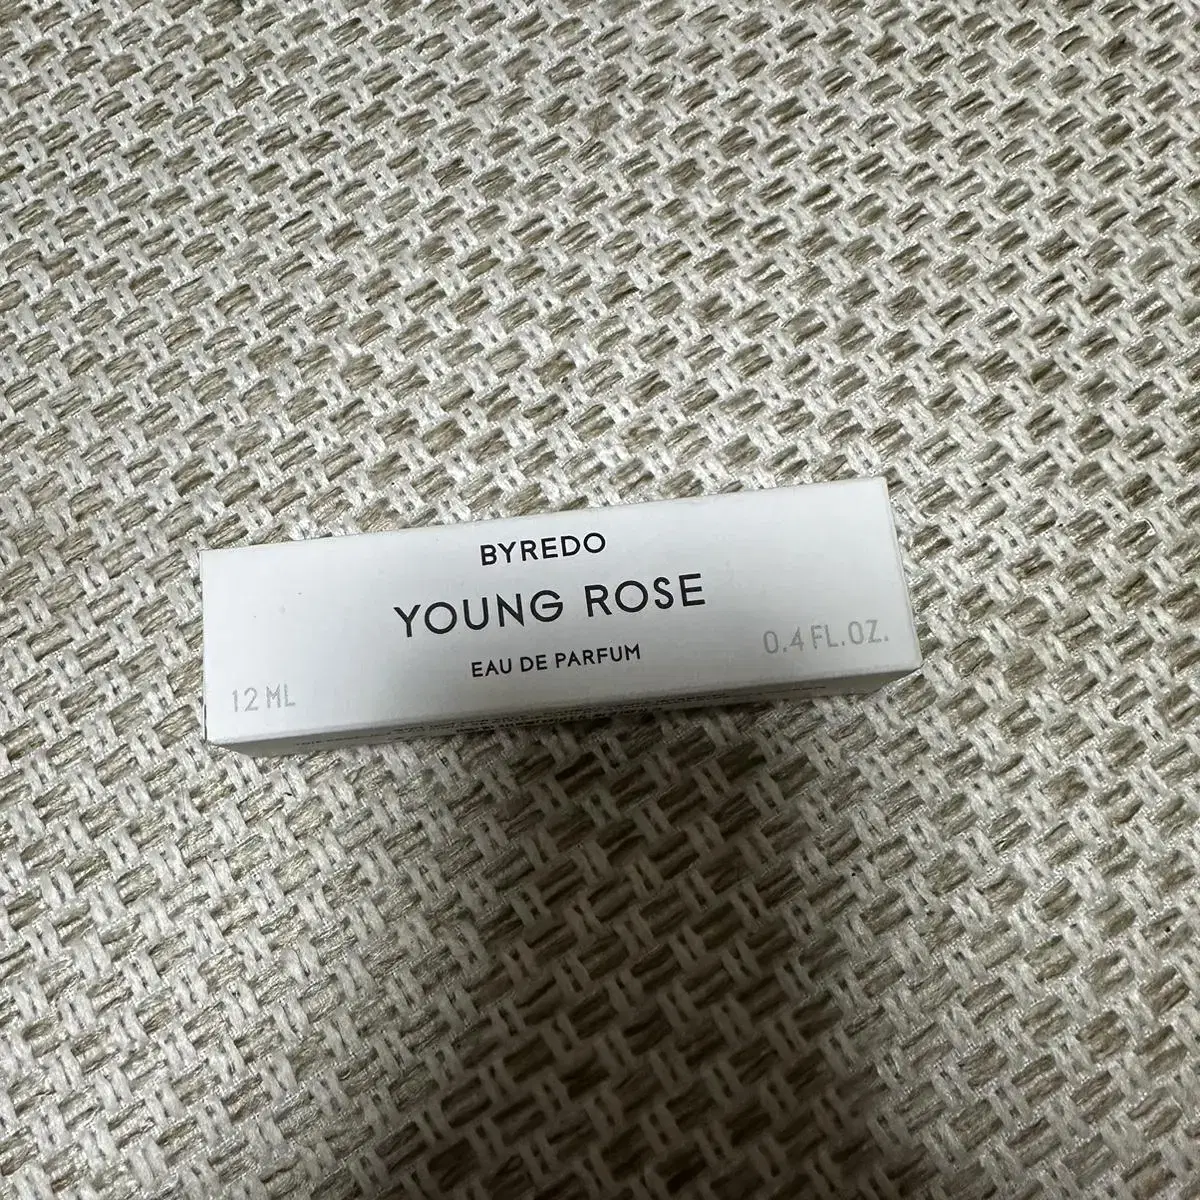 BYREDO
YOUNG ROSE
EAU DE PARFUM
12 ML
0.4 FL.OZ.